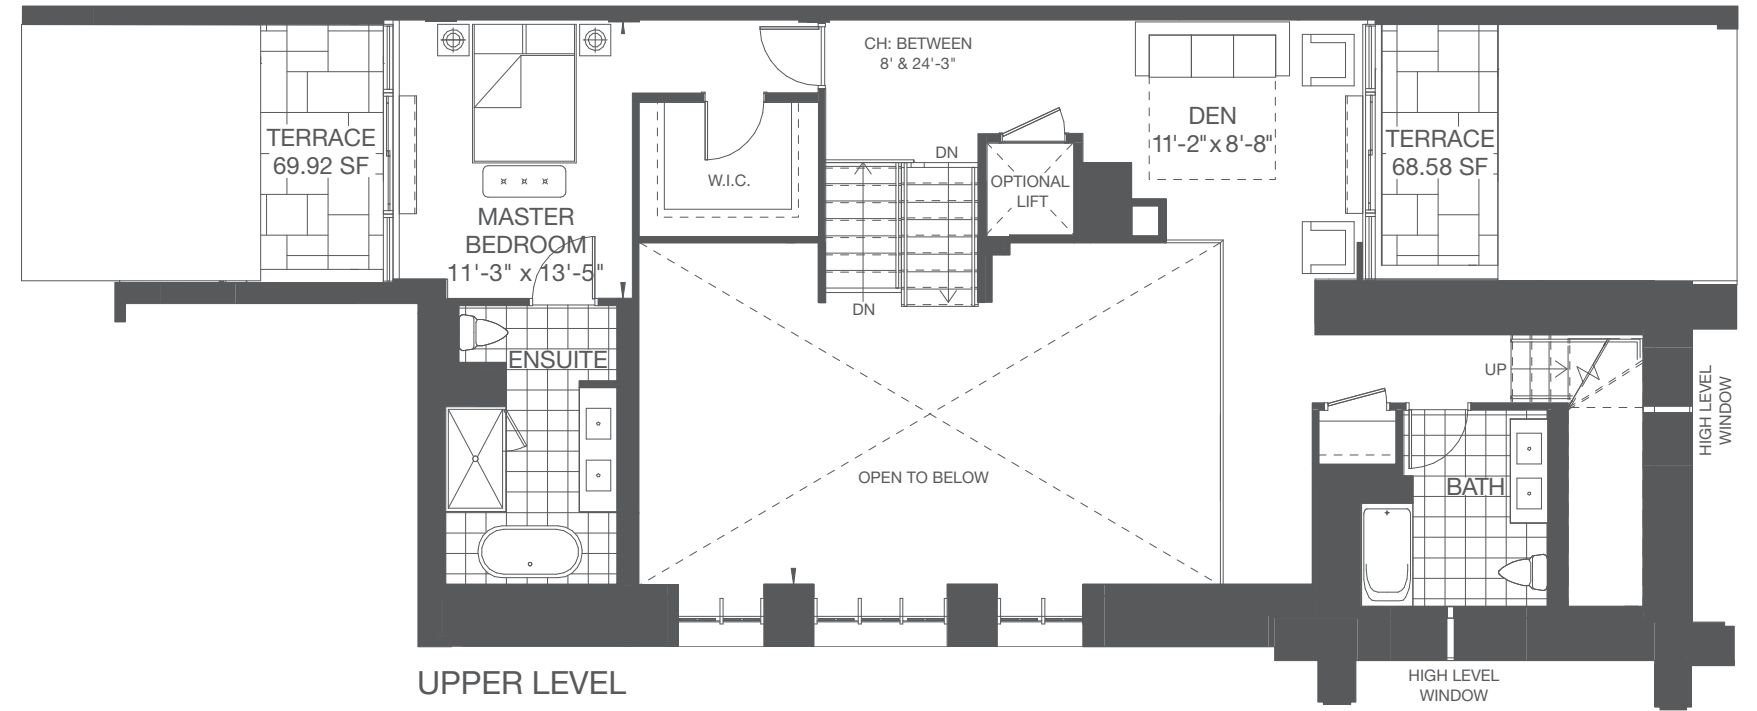 CH: BETWEEN
8' & 24'-3"
TERRACE
69.92 SF
DEN
11'-2" x 8'-8"
TERRACE
68.58 SF
DN
W.I.C.
OPTIONAL
LIFT
MASTER
BEDROOM
11'-3" x 13'-5"
DN
ENSUITE
UP
HIGH LEVEL
WINDOW
OPEN TO BELOW
BATH
UPPER LEVEL
HIGH LEVEL
WINDOW